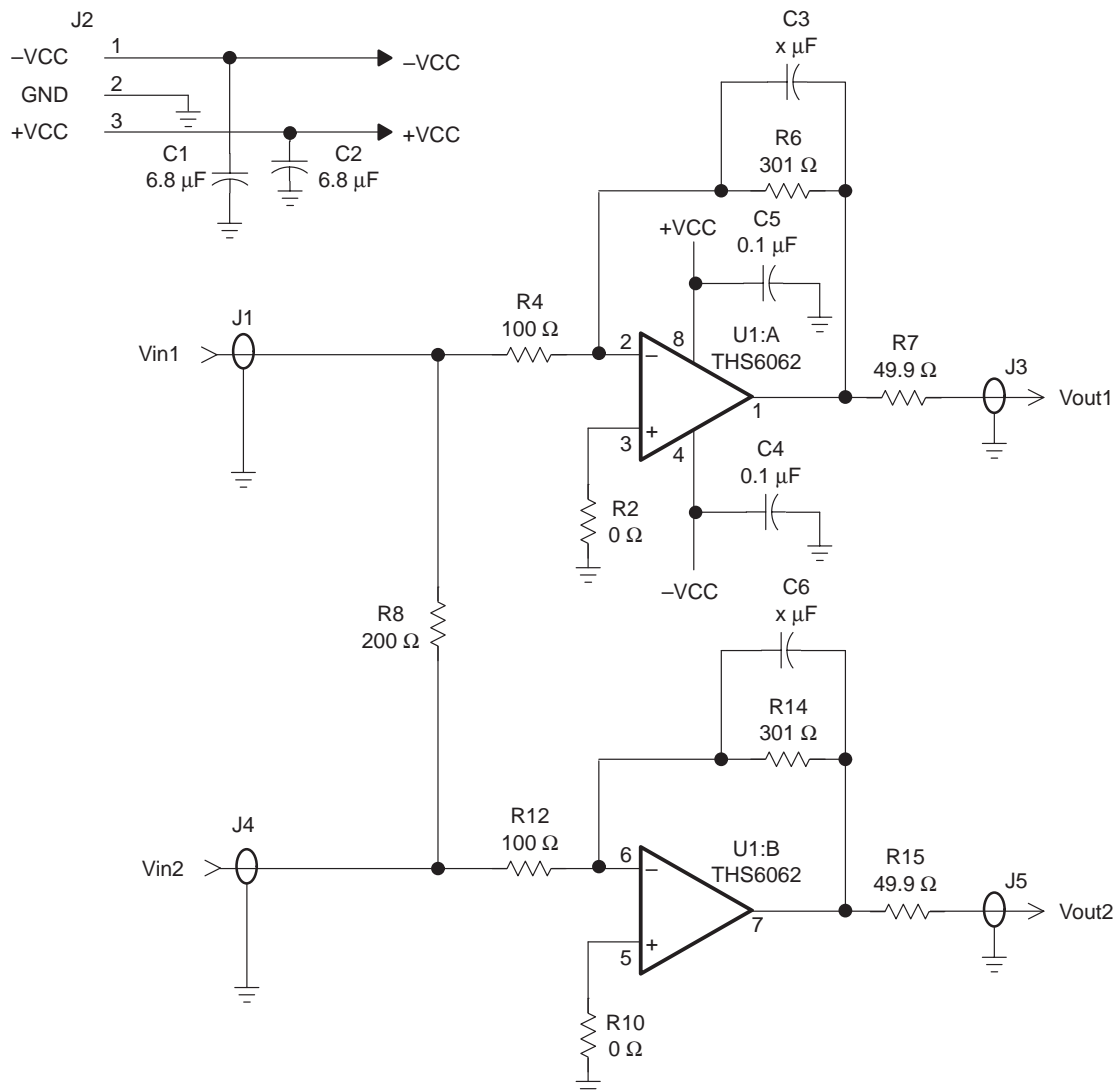 J2
–VCC
1
–VCC
GND
2
+VCC
3
+VCC
C1
6.8 μF
C2
6.8 μF
C3
x μF
R6
301 Ω
C5
0.1 μF
+VCC
Vin1
J1
R4
100 Ω
2
–
8
U1:A
THS6062
3
+
4
1
R7
49.9 Ω
J3
Vout1
C4
0.1 μF
R2
0 Ω
–VCC
R8
200 Ω
C6
x μF
R14
301 Ω
Vin2
J4
R12
100 Ω
6
–
U1:B
THS6062
5
+
7
R15
49.9 Ω
J5
Vout2
R10
0 Ω